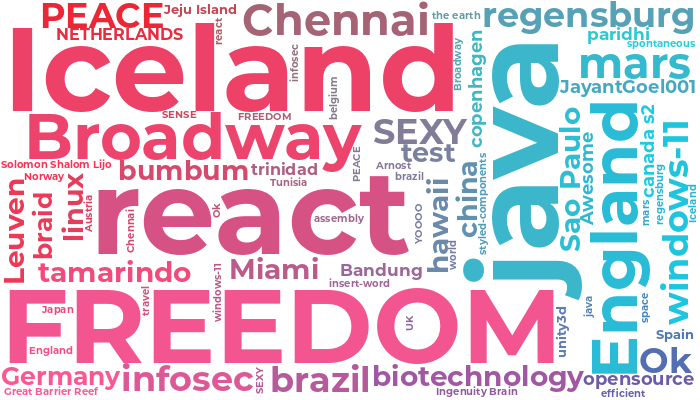 PEACE
Jeju Island
NETHERLANDS
react
Chennai
the earth
regensburg
paridhi
spontaneous
Iceland
infosec
belgium
Broadway
copenhagen
mars
JayantGoel001
SENSE
FREEDOM
Broadway
PEACE
SEXY
test
java
Sao Paulo
Awesome
England
canada s2
mars
regensburg
windows-11
Iceland
Solomon Shalom Lijo
Norway
bumbum
trinidad
Tunisia
Arnost
brazil
Leuven
braid
linux
Austria
Chennai
react
Ok
assembly
YOOOO
hawaii
world
china
styled-components
tamarindo
Miami
Bandung
insert-word
travel
windows-11
FREEDOM
Japan
England
UK
unity3d
java
space
Spain
Ok
Germany
infosec
SEXY
brazil
biotechnology
opensource
Great Barrier Reef
Ingenuity Brain
efficient